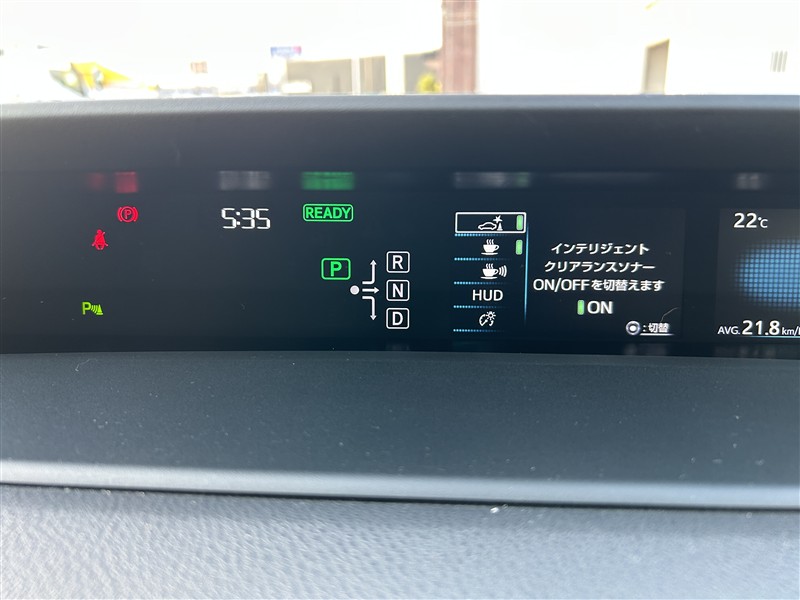 5:35
READY
P
R
N
D
P
P
HUD
インテリジェント
クリアランスソナー
ON/OFFを切替えます
ON
:切替
22℃
AVG. 21.8 km/